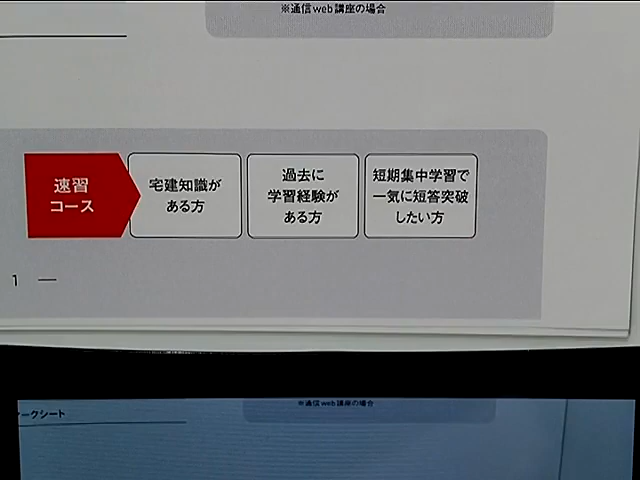 ※通信web講座の場合
速習
コース
宅建知識が
ある方
過去に
学習経験が
ある方
短期集中学習で
一気に短答突破
したい方
1 —
ークシート
※通信web講座の場合